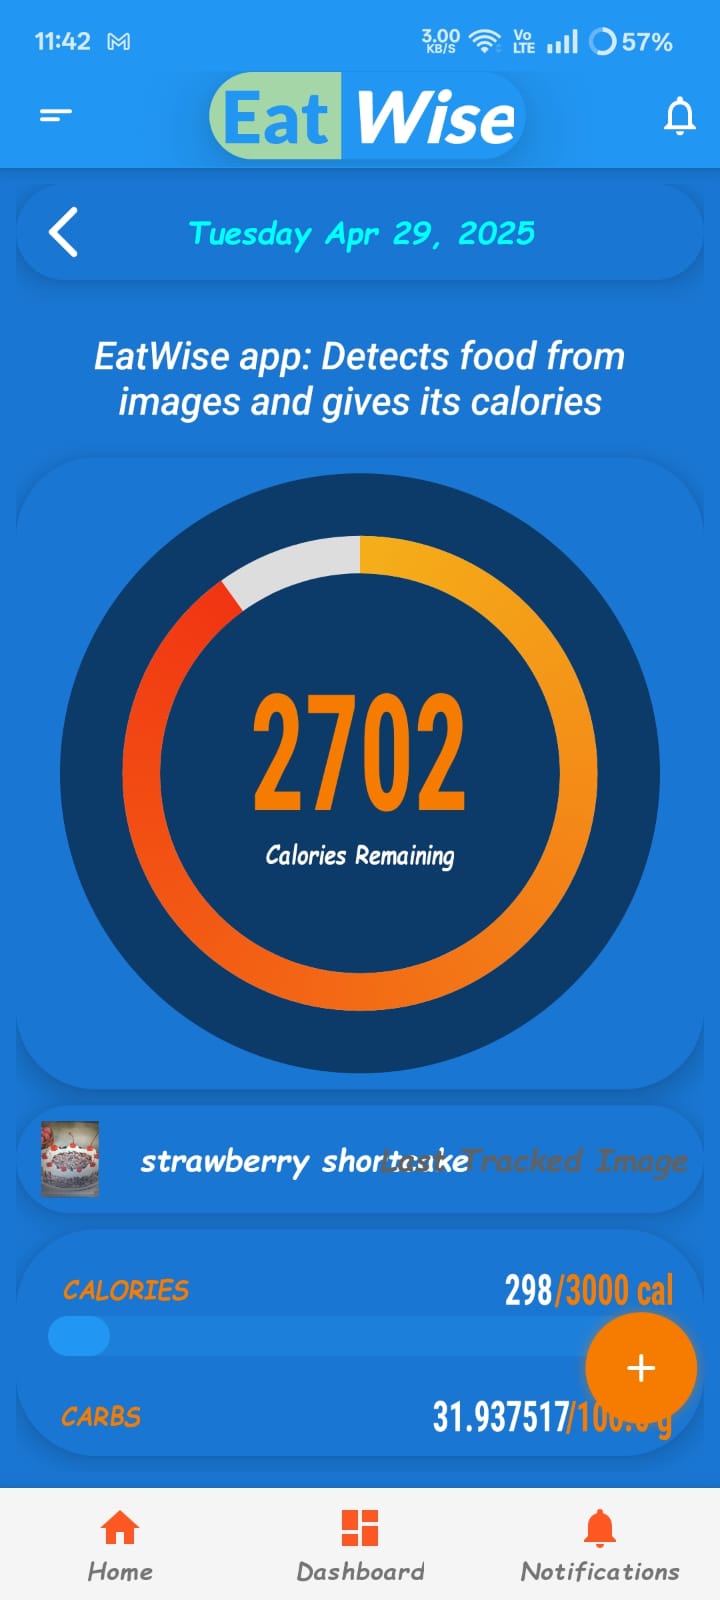 11:42 3.00 KB/S Vo LTE 57%
Eat Wise
Tuesday Apr 29, 2025
EatWise app: Detects food from
images and gives its calories
2702
Calories Remaining
strawberry shortcake Last Tracked Image
CALORIES 298/3000 cal
CARBS 31.937517/100.0 g
Home Dashboard Notifications